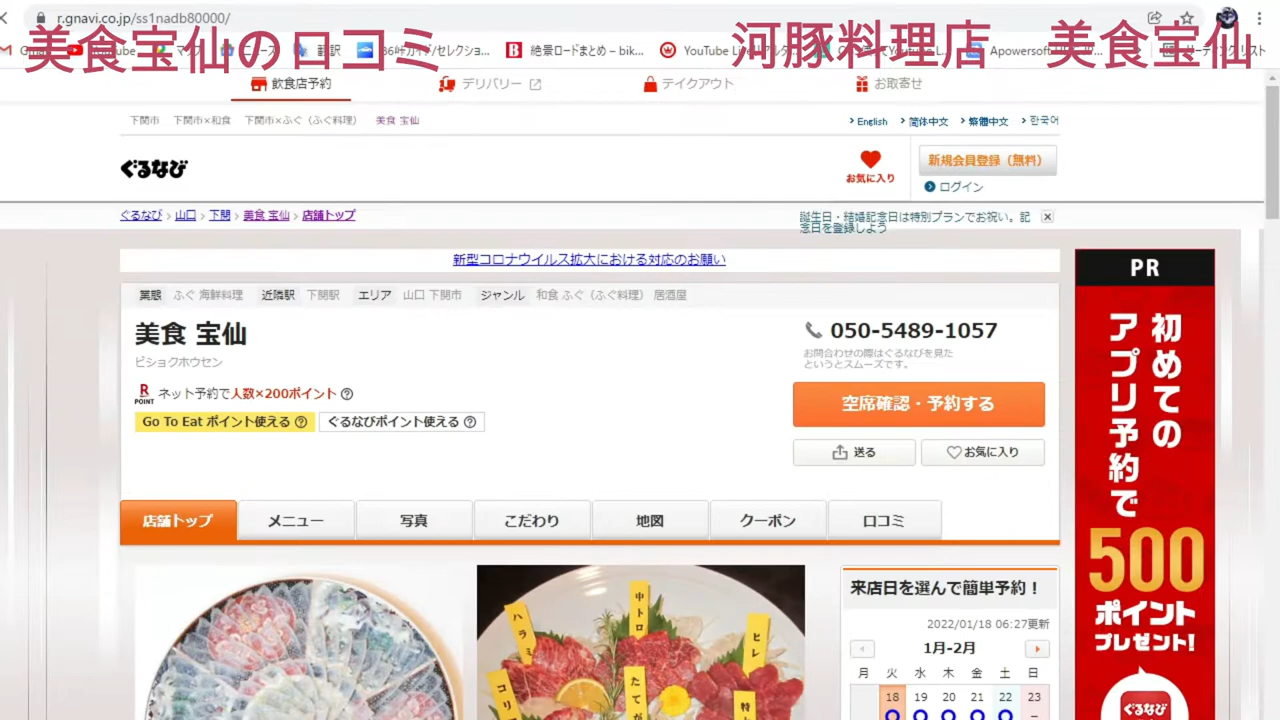 r.gnavi.co.jp/ss1nadb80000/
美食宝仙の口コミ
河豚料理店 美食宝仙
絶景ロードまとめ – bik...
飲食店予約
デリバリー
テイクアウト
お取寄せ
下関市 下関市×和食 下関市×ふぐ（ふぐ料理） 美食 宝仙
English 简体中文 繁體中文 한국어
ぐるなび
お気に入り
新規会員登録（無料）
ログイン
ぐるなび › 山口 › 下関 › 美食 宝仙 › 店舗トップ
誕生日・結婚記念日は特別プランでお祝い。記
念日を登録しよう
新型コロナウイルス拡大における対応のお願い
業態 ふぐ 海鮮料理 近隣駅 下関駅 エリア 山口 下関市 ジャンル 和食 ふぐ（ふぐ料理） 居酒屋
美食 宝仙
ビショクホウセン
R POINT ネット予約で人数×200ポイント
Go To Eat ポイント使える
ぐるなびポイント使える
050-5489-1057
お問合わせの際はぐるなびを見た
というとスムーズです。
空席確認・予約する
送る
お気に入り
店舗トップ メニュー 写真 こだわり 地図 クーポン 口コミ
ハラミ
中トロ
ヒレ
コリ
たてが
特
来店日を選んで簡単予約！
2022/01/18 06:27更新
1月-2月
月 火 水 木 金 土 日
18 19 20 21 22 23
PR
初めての
アプリ予約で
500
ポイント
プレゼント!
ぐるなび